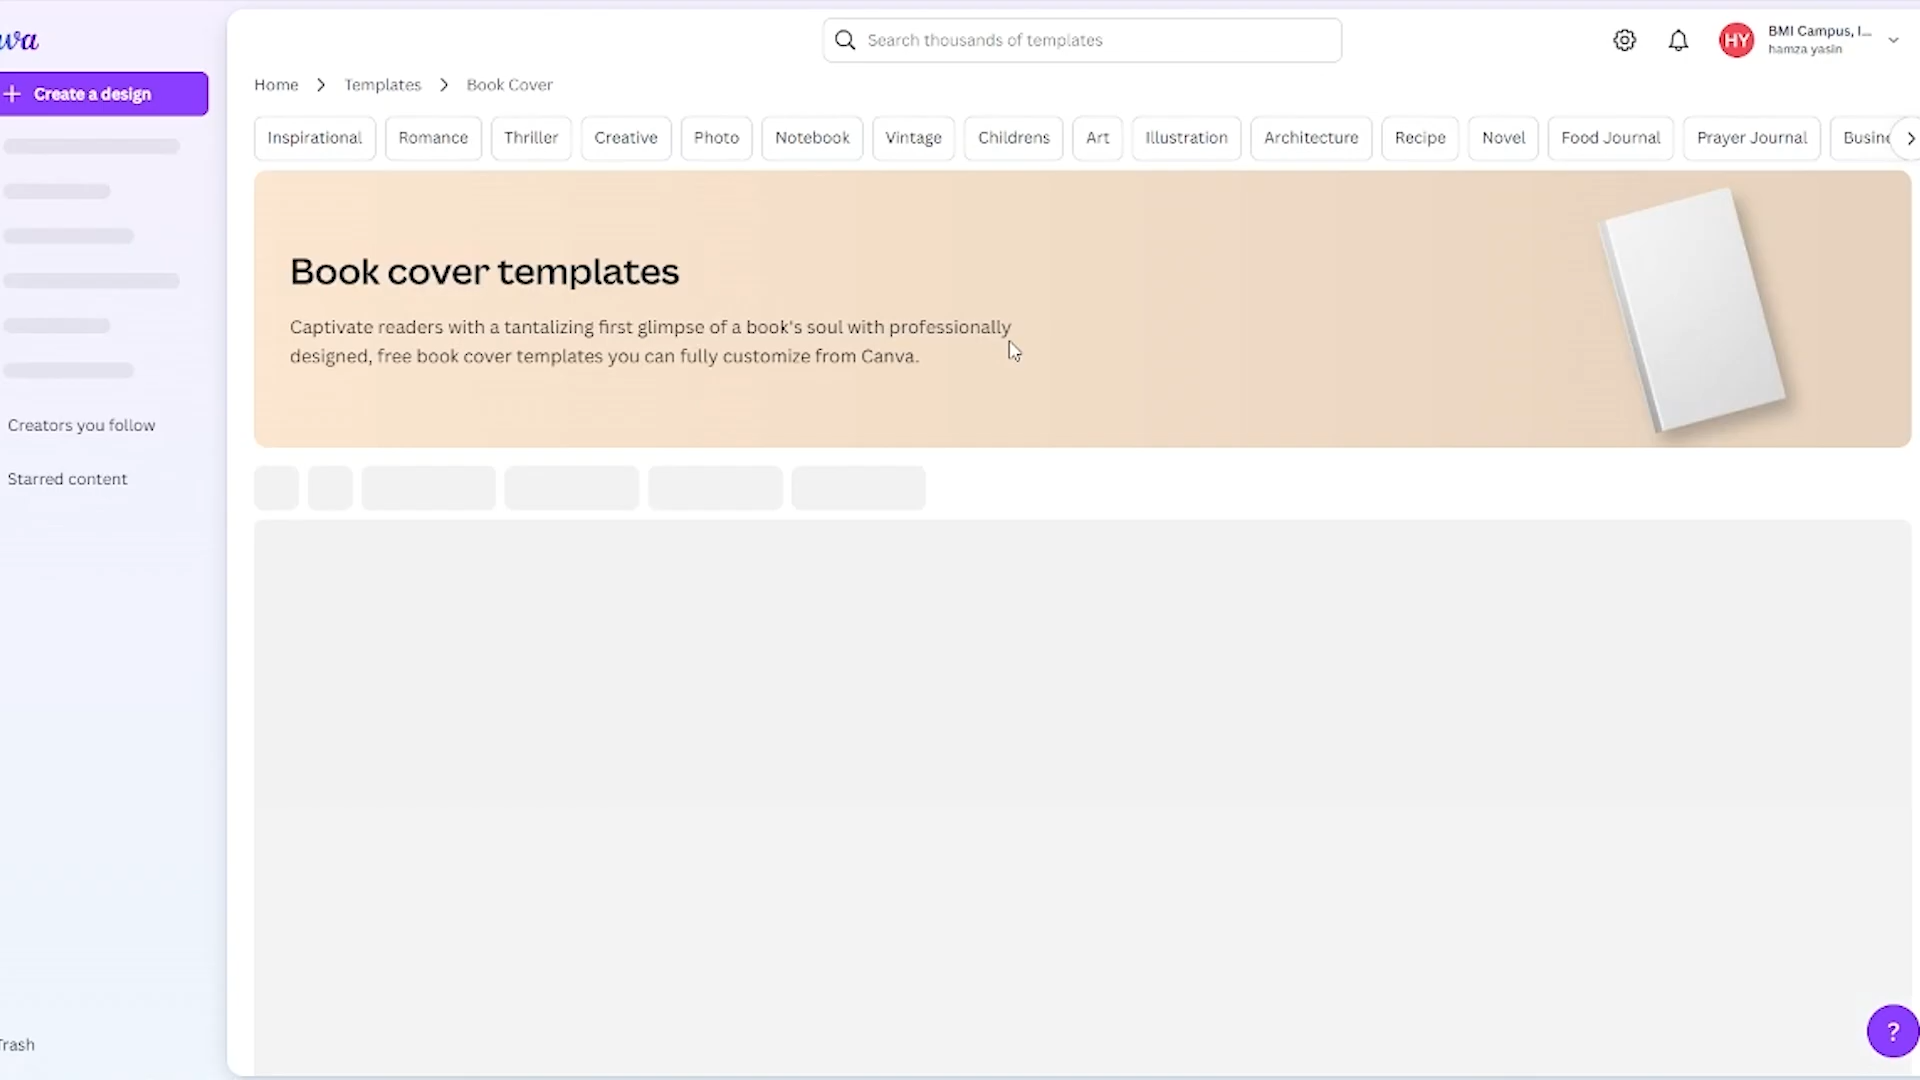 va
Create a design
Creators you follow
Starred content
Trash
Search thousands of templates
HY
BMI Campus, I...
hamza yasin
Home > Templates > Book Cover
Inspirational Romance Thriller Creative Photo Notebook Vintage Childrens Art Illustration Architecture Recipe Novel Food Journal Prayer Journal Busine
Book cover templates
Captivate readers with a tantalizing first glimpse of a book's soul with professionally
designed, free book cover templates you can fully customize from Canva.
?